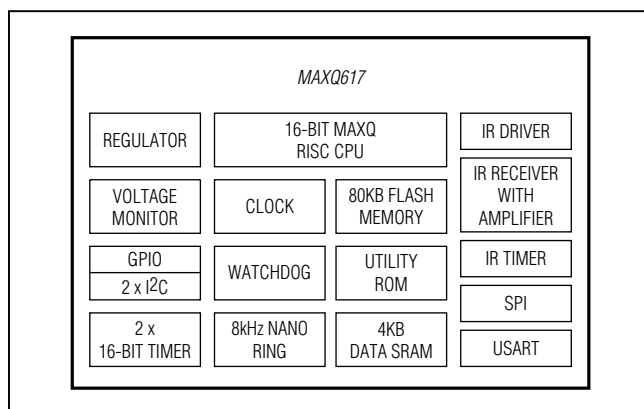 MAXQ617
REGULATOR
16-BIT MAXQ
RISC CPU
IR DRIVER
VOLTAGE
MONITOR
CLOCK
80KB FLASH
MEMORY
IR RECEIVER
WITH
AMPLIFIER
GPIO
2 x I²C
WATCHDOG
UTILITY
ROM
IR TIMER
SPI
2 x
16-BIT TIMER
8kHz NANO
RING
4KB
DATA SRAM
USART